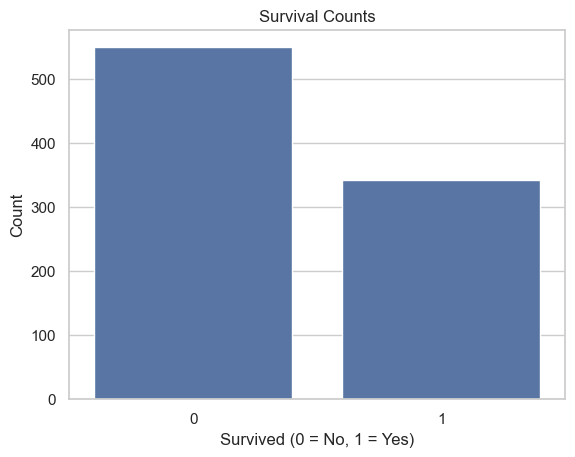 Survival Counts
500
400
300
200
100
0
Count
0 1
Survived (0 = No, 1 = Yes)